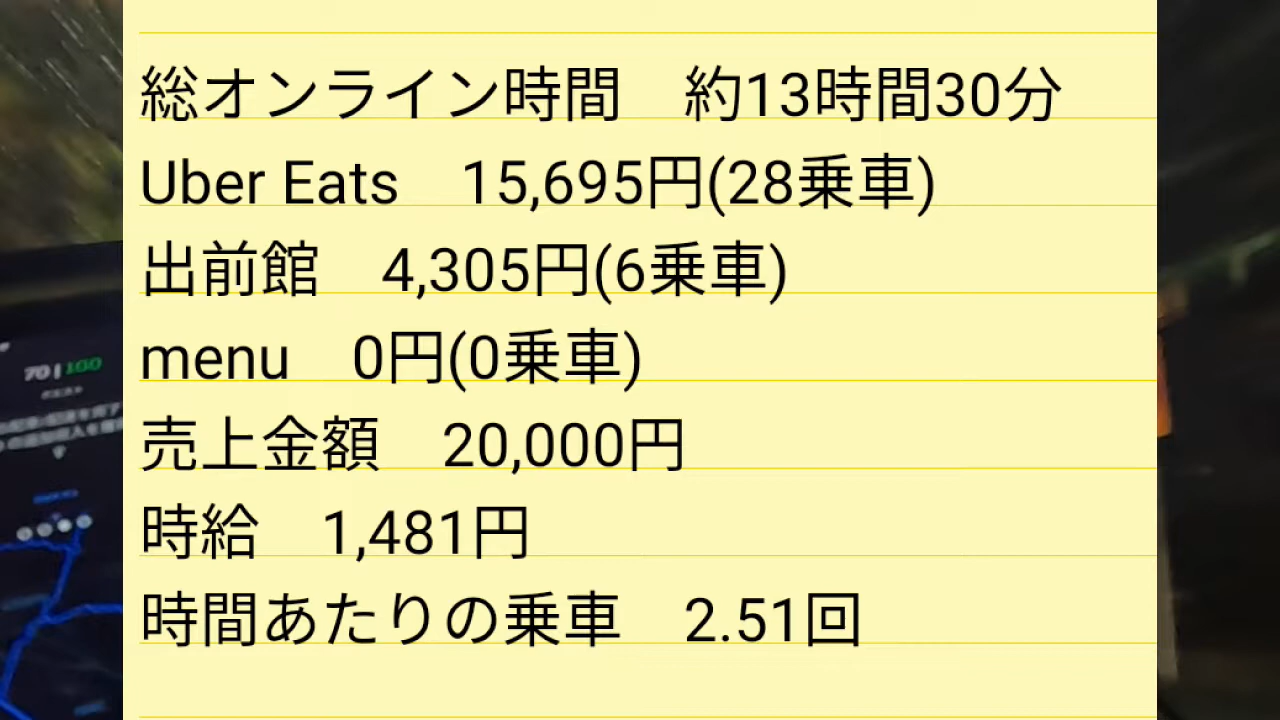 総オンライン時間　約13時間30分
Uber Eats　15,695円(28乗車)
出前館　4,305円(6乗車)
menu　0円(0乗車)
売上金額　20,000円
時給　1,481円
時間あたりの乗車　2.51回
70|100